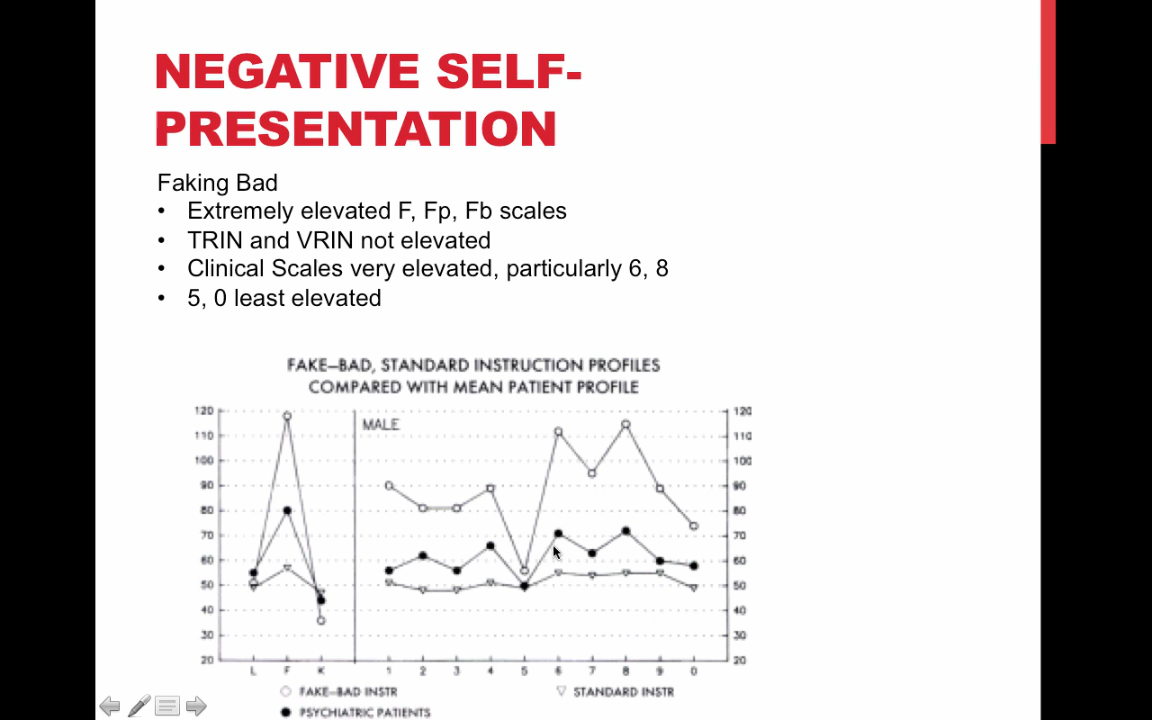 NEGATIVE SELF-
PRESENTATION
Faking Bad
• Extremely elevated F, Fp, Fb scales
• TRIN and VRIN not elevated
• Clinical Scales very elevated, particularly 6, 8
• 5, 0 least elevated
FAKE–BAD, STANDARD INSTRUCTION PROFILES
COMPARED WITH MEAN PATIENT PROFILE
MALE
120 120
110 110
100 100
90 90
80 80
70 70
60 60
50 50
40 40
30 30
20 20
L F K 1 2 3 4 5 6 7 8 9 0
FAKE–BAD INSTR STANDARD INSTR
PSYCHIATRIC PATIENTS